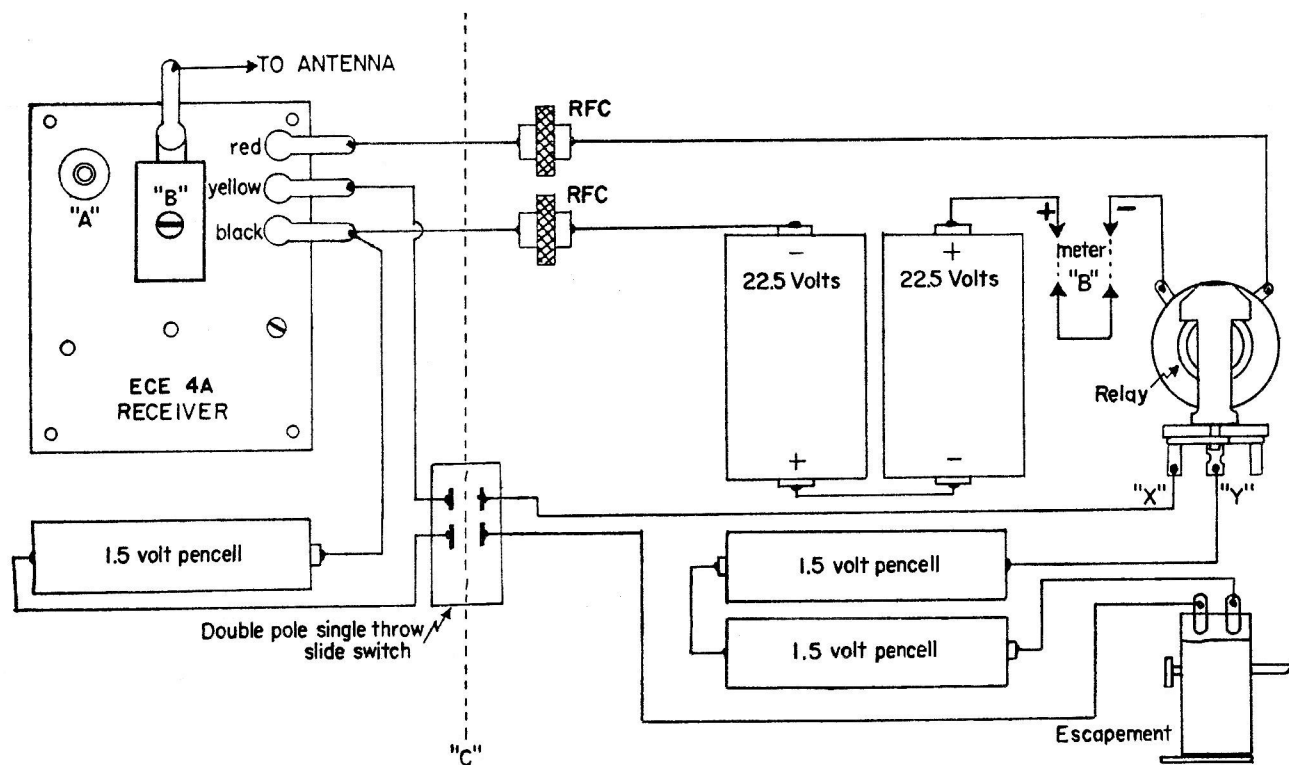 TO ANTENNA
RFC
red
"A"
"B"
yellow
RFC
black
+
-
-
+
meter
"B"
22.5 Volts
22.5 Volts
Relay
ECE 4A
RECEIVER
+
-
"X"
"Y"
1.5 volt pencell
1.5 volt pencell
Double pole single throw
slide switch
1.5 volt pencell
Escapement
"C"